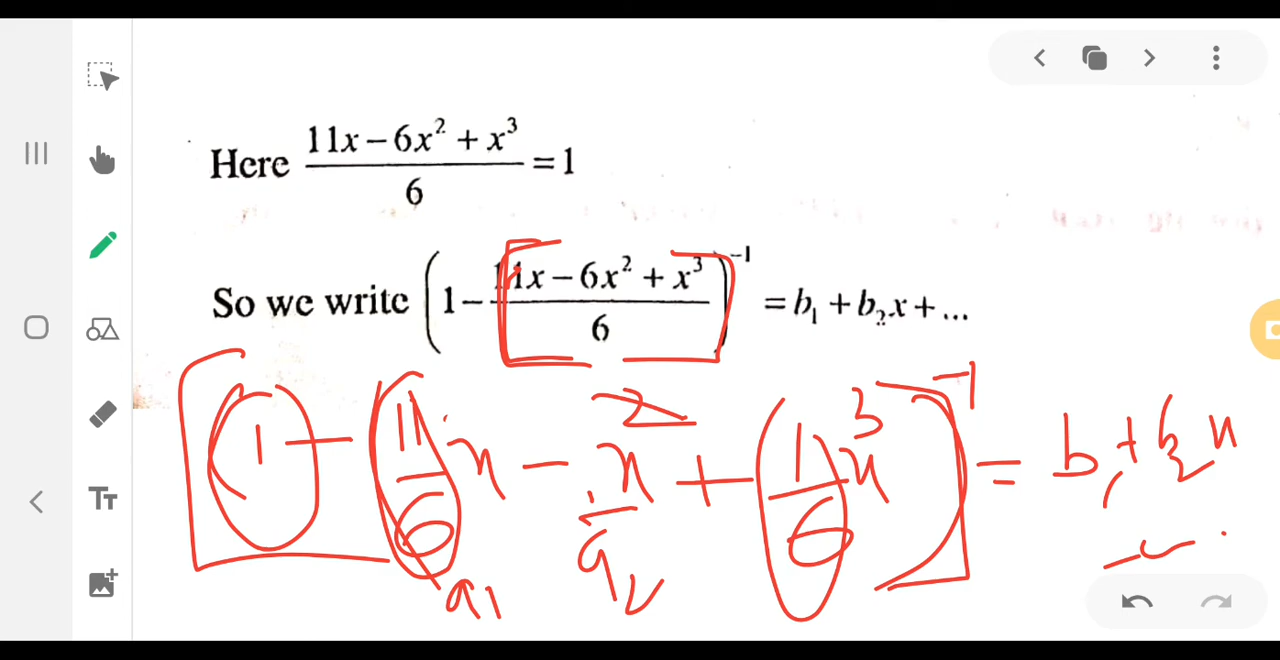 Here (11x − 6x² + x³)/6 = 1
So we write (1 − (11x − 6x² + x³)/6)⁻¹ = b₁ + b₂x + ...
[1 − (11/6 x − x² + (1/6) x³)]⁻¹ = b₁ + b₂x
a₁ a₂